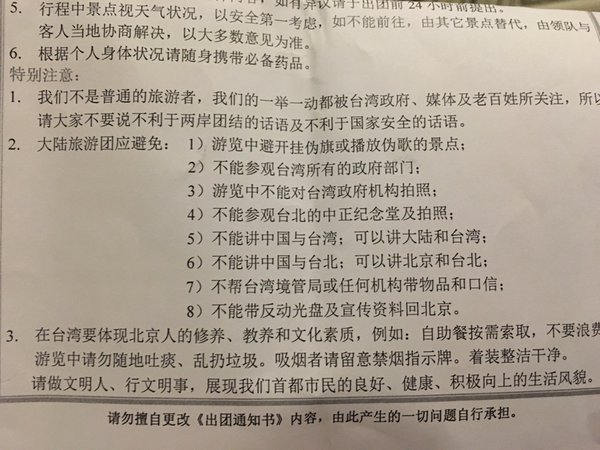 如有异议请于出团前 24 小时前提出。
5. 行程中景点视天气状况，以安全第一考虑，如不能前往，由其它景点替代，由领队与
客人当地协商解决，以大多数意见为准。
6. 根据个人身体状况请随身携带必备药品。
特别注意：
1. 我们不是普通的旅游者，我们的一举一动都被台湾政府、媒体及老百姓所关注，所以
请大家不要说不利于两岸团结的话语及不利于国家安全的话语。
2. 大陆旅游团应避免： 1）游览中避开挂伪旗或播放伪歌的景点；
2）不能参观台湾所有的政府部门；
3）游览中不能对台湾政府机构拍照；
4）不能参观台北的中正纪念堂及拍照；
5）不能讲中国与台湾；可以讲大陆和台湾；
6）不能讲中国与台北；可以讲北京和台北；
7）不帮台湾境管局或任何机构带物品和口信；
8）不能带反动光盘及宣传资料回北京。
3. 在台湾要体现北京人的修养、教养和文化素质，例如：自助餐按需索取，不要浪费
游览中请勿随地吐痰、乱扔垃圾。吸烟者请留意禁烟指示牌。着装整洁干净。
请做文明人、行文明事，展现我们首都市民的良好、健康、积极向上的生活风貌。
请勿擅自更改《出团通知书》内容，由此产生的一切问题自行承担。